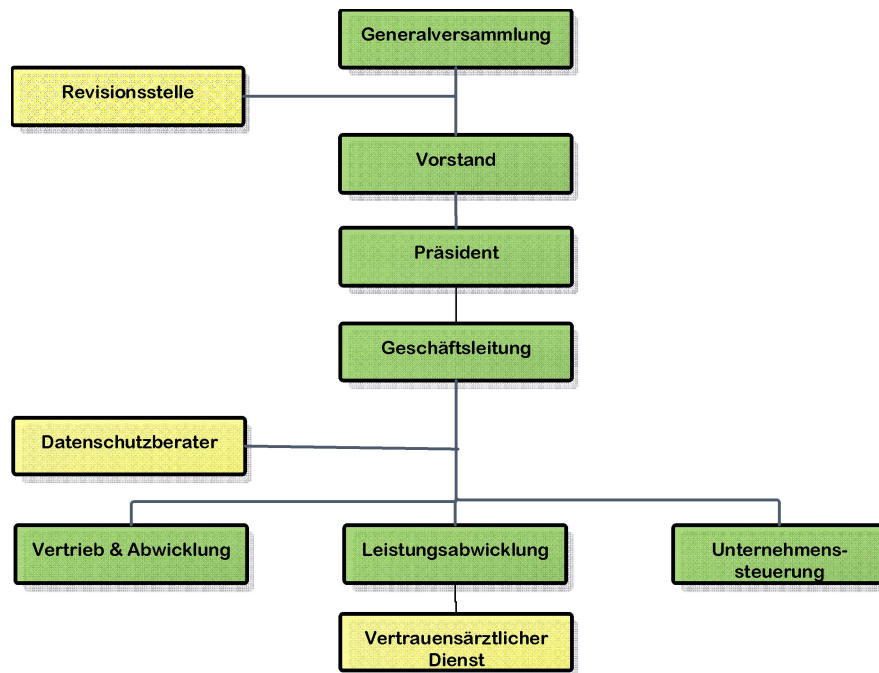 Generalversammlung
Revisionsstelle
Vorstand
Präsident
Geschäftsleitung
Datenschutzberater
Vertrieb & Abwicklung
Leistungsabwicklung
Unternehmens-
steuerung
Vertrauensärztlicher
Dienst